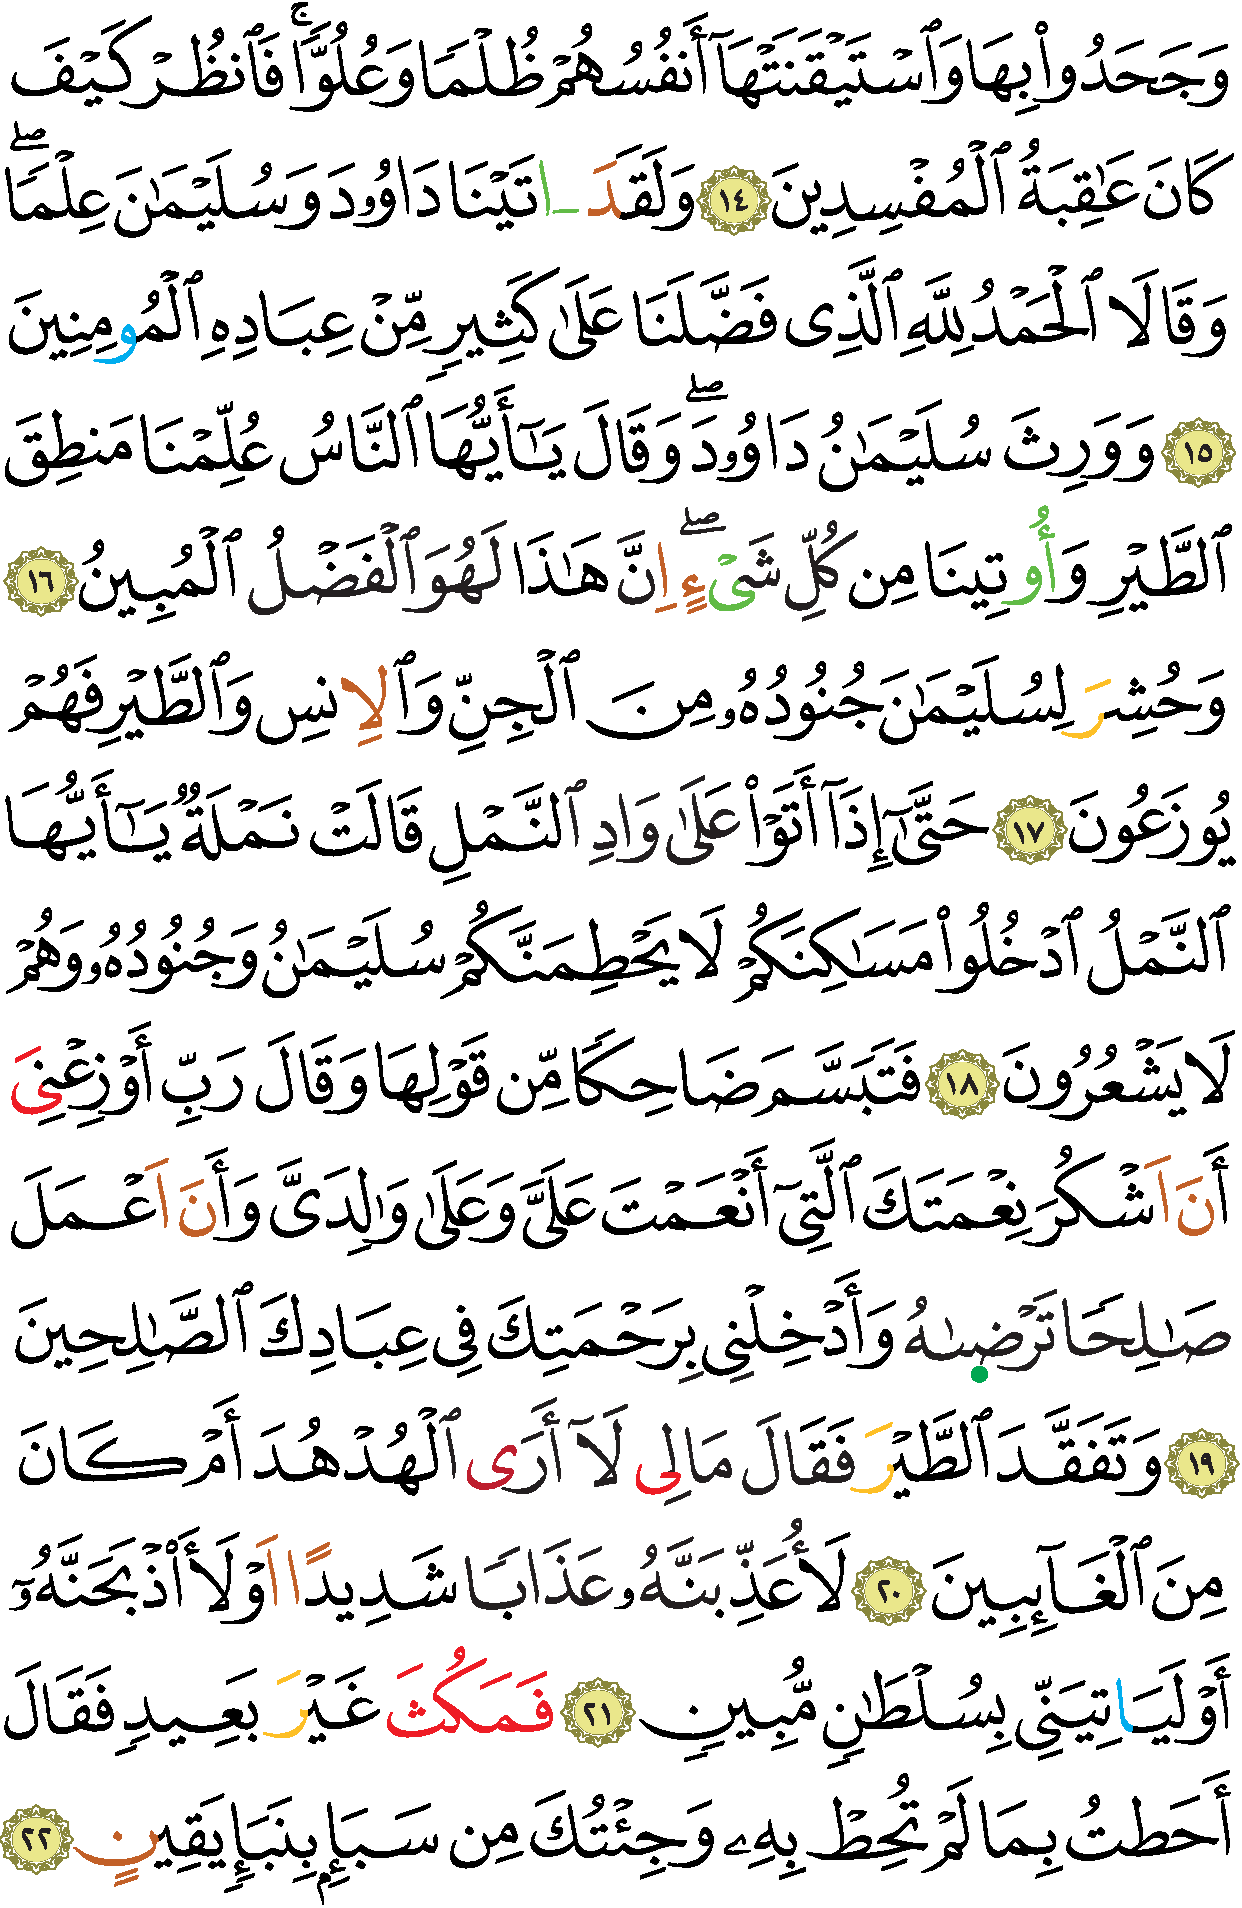 وَجَحَدُوا۟ بِهَا وَٱسْتَيْقَنَتْهَآ أَنفُسُهُمْ ظُلْمًا وَعُلُوًّا ۚ فَٱنظُرْ كَيْفَ
كَانَ عَٰقِبَةُ ٱلْمُفْسِدِينَ ١٤ وَلَقَدَ ـاتَيْنَا دَاوُۥدَ وَسُلَيْمَٰنَ عِلْمًا ۖ
وَقَالَا ٱلْحَمْدُ لِلَّهِ ٱلَّذِى فَضَّلَنَا عَلَىٰ كَثِيرٍ مِّنْ عِبَادِهِ ٱلْمُومِنِينَ
١٥ وَوَرِثَ سُلَيْمَٰنُ دَاوُۥدَ ۖ وَقَالَ يَٰٓأَيُّهَا ٱلنَّاسُ عُلِّمْنَا مَنطِقَ
ٱلطَّيْرِ وَأُوتِينَا مِن كُلِّ شَىْءٍ ۖ اِنَّ هَٰذَا لَهُوَ ٱلْفَضْلُ ٱلْمُبِينُ ١٦
وَحُشِرَ لِسُلَيْمَٰنَ جُنُودُهُۥ مِنَ ٱلْجِنِّ وَٱلِانسِ وَٱلطَّيْرِ فَهُمْ
يُوزَعُونَ ١٧ حَتَّىٰٓ إِذَآ أَتَوْا۟ عَلَىٰ وَادِ ٱلنَّمْلِ قَالَتْ نَمْلَةٌ يَٰٓأَيُّهَا
ٱلنَّمْلُ ٱدْخُلُوا۟ مَسَٰكِنَكُمْ لَا يَحْطِمَنَّكُمْ سُلَيْمَٰنُ وَجُنُودُهُۥ وَهُمْ
لَا يَشْعُرُونَ ١٨ فَتَبَسَّمَ ضَاحِكًا مِّن قَوْلِهَا وَقَالَ رَبِّ أَوْزِعْنِىَ
أَنَ اَشْكُرَ نِعْمَتَكَ ٱلَّتِىٓ أَنْعَمْتَ عَلَىَّ وَعَلَىٰ وَٰلِدَىَّ وَأَنَ اَعْمَلَ
صَٰلِحًا تَرْضِىٰهُ وَأَدْخِلْنِى بِرَحْمَتِكَ فِى عِبَادِكَ ٱلصَّٰلِحِينَ
١٩ وَتَفَقَّدَ ٱلطَّيْرَ فَقَالَ مَا لِى لَآ أَرَى ٱلْهُدْهُدَ أَمْ كَانَ
مِنَ ٱلْغَآئِبِينَ ٢٠ لَأُعَذِّبَنَّهُۥ عَذَابًا شَدِيدًا اَوْ لَأَا۟ذْبَحَنَّهُۥٓ
أَوْ لَيَاتِيَنِّى بِسُلْطَٰنٍ مُّبِينٍ ٢١ فَمَكُثَ غَيْرَ بَعِيدٍ فَقَالَ
أَحَطتُ بِمَا لَمْ تُحِطْ بِهِۦ وَجِئْتُكَ مِن سَبَإٍۭ بِنَبَإٍ يَقِينٍ ٢٢